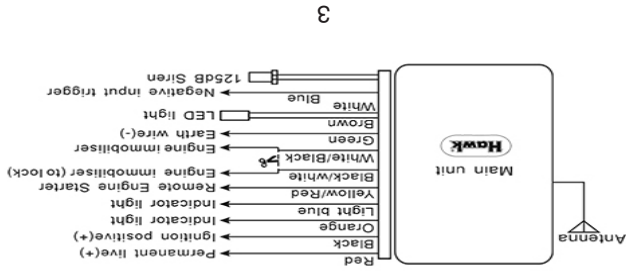 Antenna
Main unit
Hawk
Red
Permanent live(+)
Black
Ignition positive(+)
Orange
Indicator light
Light blue
Indicator light
Yellow/Red
Remote Engine Starter
Black/white
Engine immobiliser (to lock)
White/Black
Engine immobiliser
Green
Earth wire(-)
Brown
LED light
White
Blue
Negative input trigger
125dB Siren
3